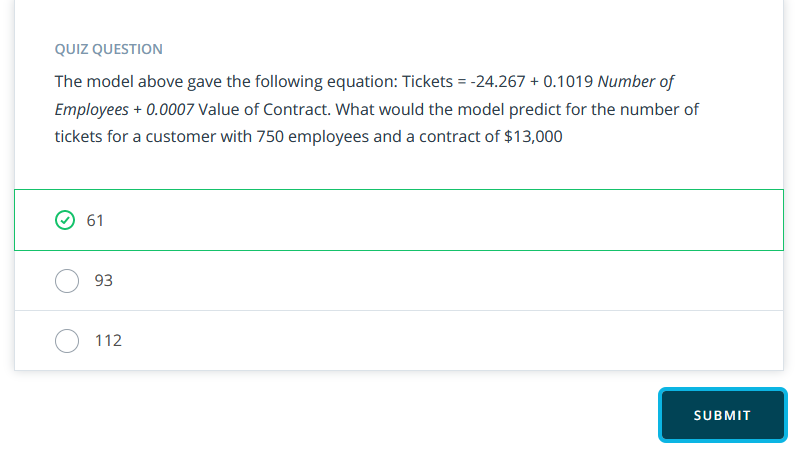 QUIZ QUESTION
The model above gave the following equation: Tickets = -24.267 + 0.1019 Number of
Employees + 0.0007 Value of Contract. What would the model predict for the number of
tickets for a customer with 750 employees and a contract of $13,000
61
93
112
SUBMIT